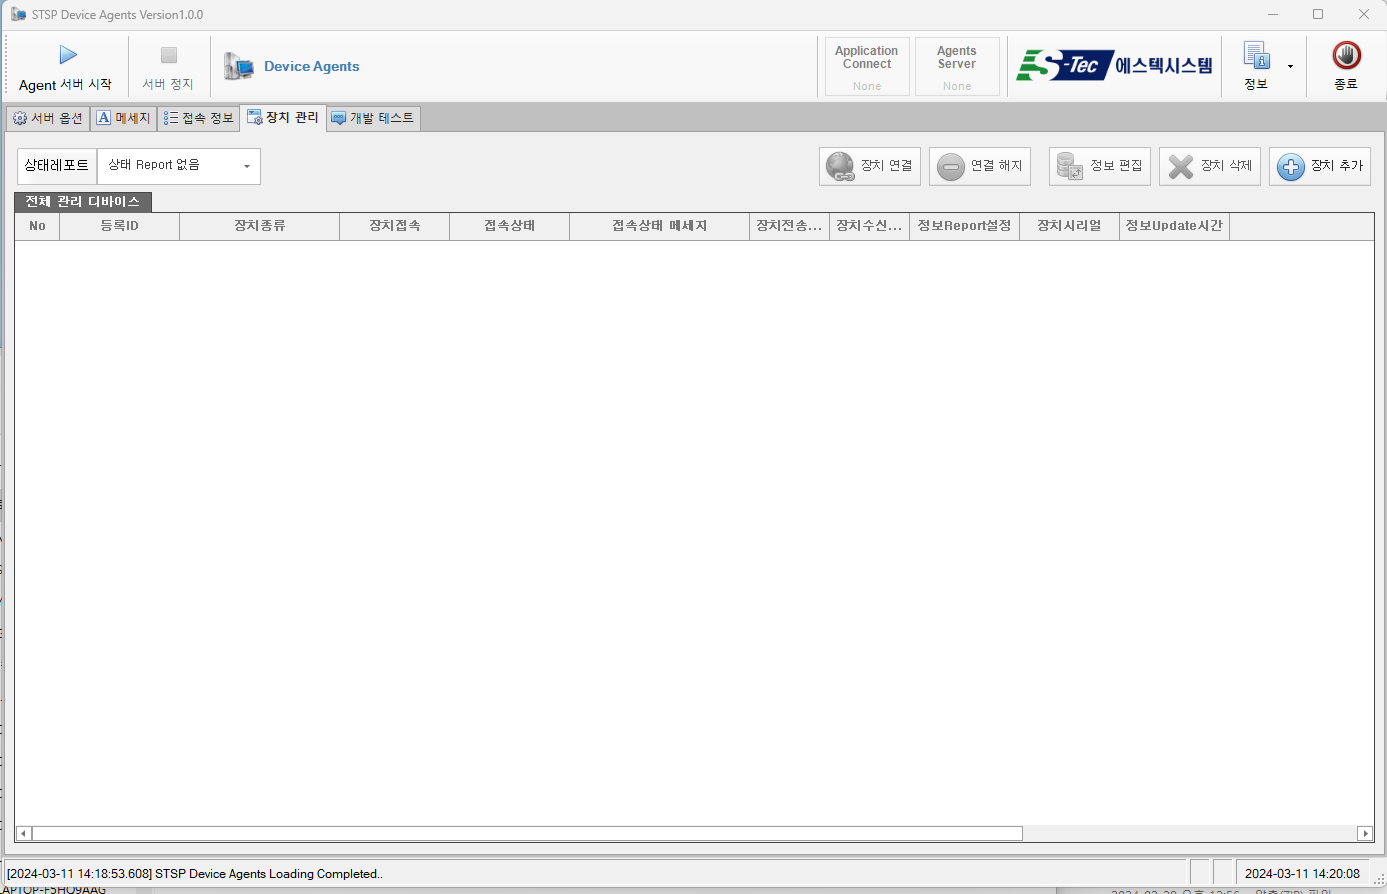 STSP Device Agents Version1.0.0
Agent 서버 시작
서버 정지
Device Agents
Application
Connect
None
Agents
Server
None
S-Tec 에스텍시스템
정보
종료
서버 옵션
메세지
접속 정보
장치 관리
개발 테스트
상태레포트
상태 Report 없음
장치 연결
연결 해지
정보 편집
장치 삭제
장치 추가
전체 관리 디바이스
No 등록ID 장치종류 장치접속 접속상태 접속상태 메세지 장치전송... 장치수신... 정보Report설정 장치시리얼 정보Update시간
[2024-03-11 14:18:53.608] STSP Device Agents Loading Completed..
2024-03-11 14:20:08